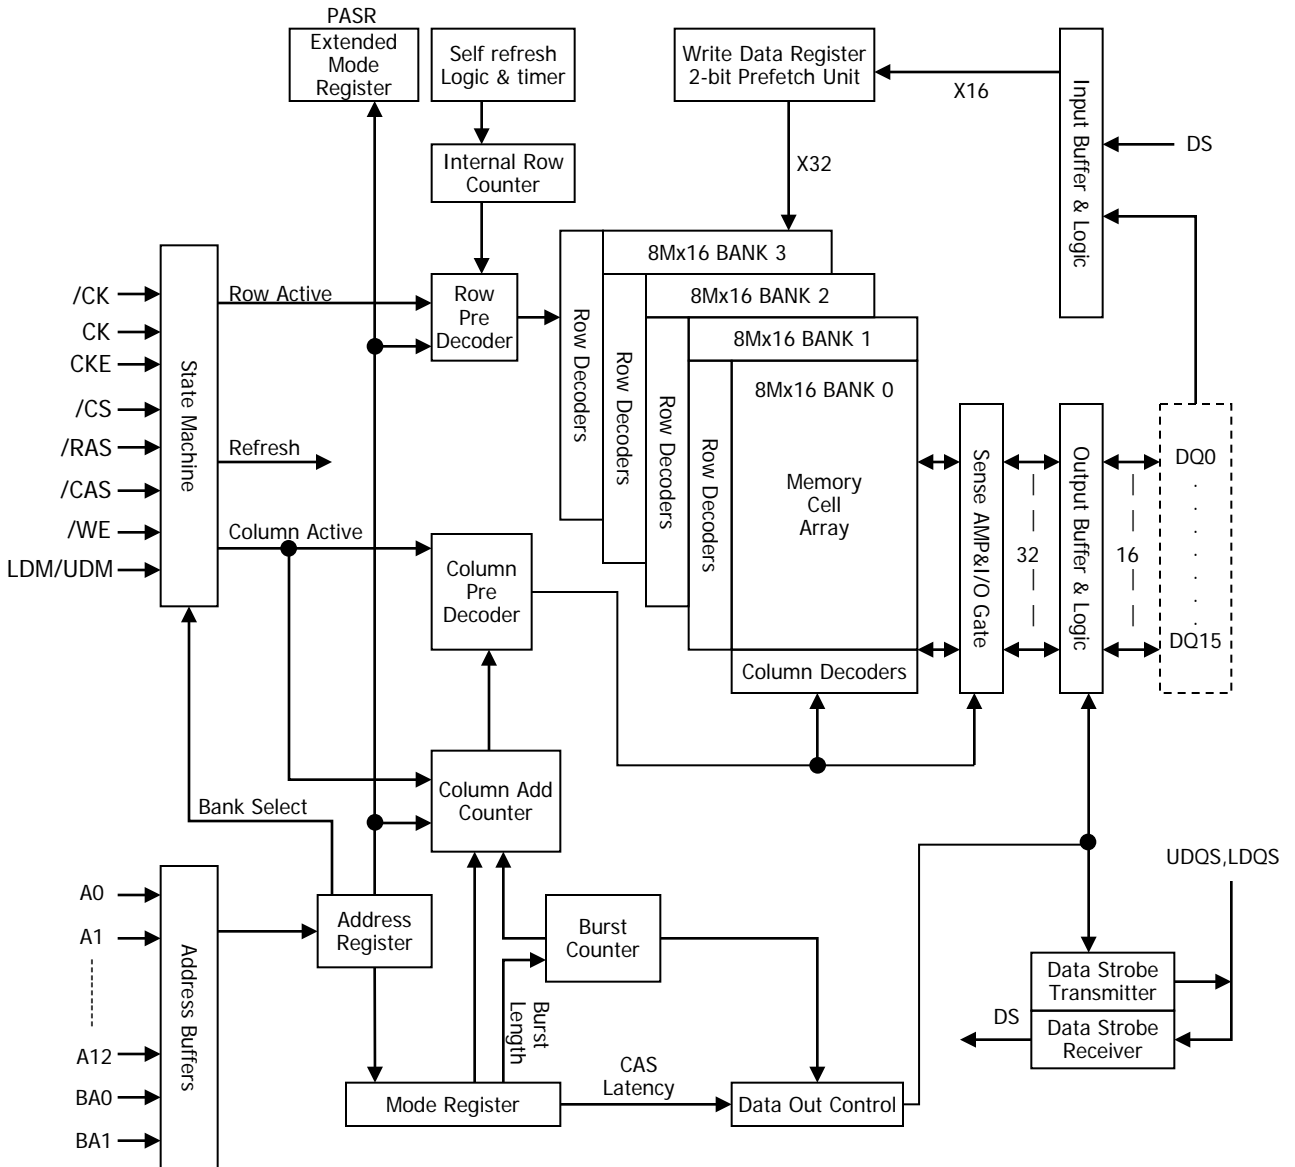 PASR
Extended
Mode
Register
Self refresh
Logic & timer
Write Data Register
2-bit Prefetch Unit
X16
Input Buffer & Logic
DS
Internal Row
Counter
X32
8Mx16 BANK 3
8Mx16 BANK 2
8Mx16 BANK 1
8Mx16 BANK 0
Memory
Cell
Array
/CK
CK
CKE
/CS
/RAS
/CAS
/WE
LDM/UDM
State Machine
Row Active
Refresh
Column Active
Row
Pre
Decoder
Row Decoders
Row Decoders
Row Decoders
Row Decoders
Sense AMP&I/O Gate
32
Output Buffer & Logic
16
DQ0
DQ15
Column
Pre
Decoder
Column Decoders
Column Add
Counter
Bank Select
A0
A1
A12
BA0
BA1
Address Buffers
Address
Register
Burst
Counter
Burst
Length
UDQS,LDQS
Data Strobe
Transmitter
DS
Data Strobe
Receiver
Mode Register
CAS
Latency
Data Out Control